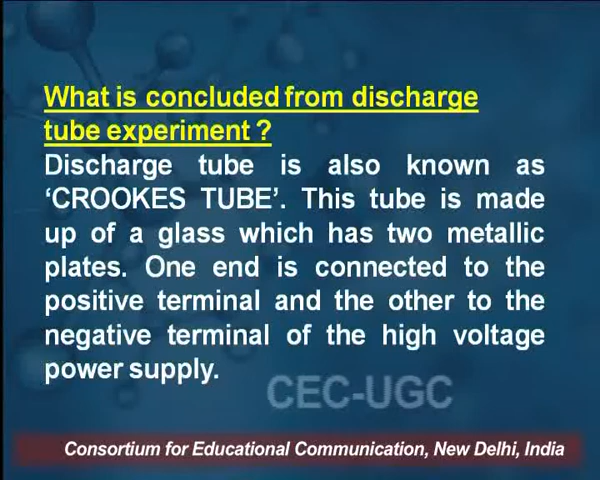 What is concluded from discharge
tube experiment ?
Discharge tube is also known as
‘CROOKES TUBE’. This tube is made
up of a glass which has two metallic
plates. One end is connected to the
positive terminal and the other to the
negative terminal of the high voltage
power supply.
CEC-UGC
Consortium for Educational Communication, New Delhi, India